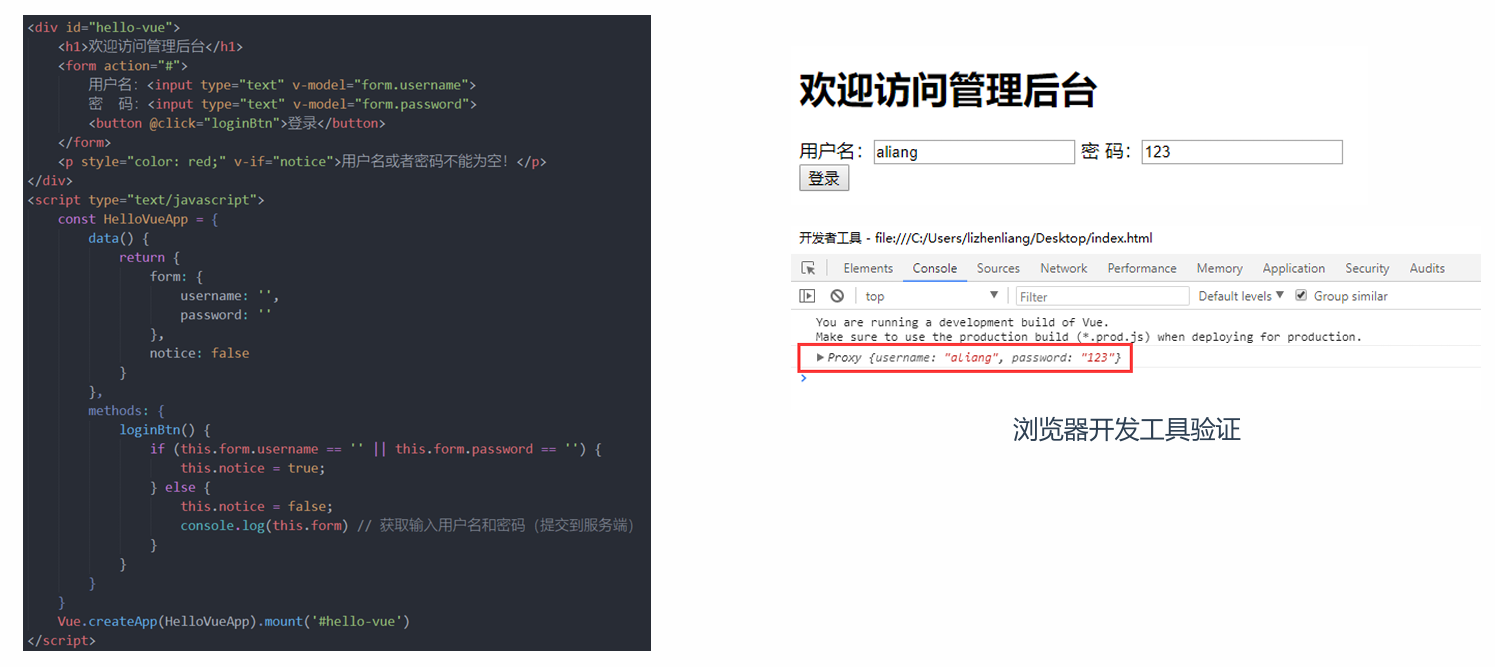 <div id="hello-vue">
    <h1>欢迎访问管理后台</h1>
    <form action="#">
        用户名：<input type="text" v-model="form.username">
        密　码：<input type="text" v-model="form.password">
        <button @click="loginBtn">登录</button>
    </form>
    <p style="color: red;" v-if="notice">用户名或者密码不能为空！</p>
</div>
<script type="text/javascript">
    const HelloVueApp = {
        data() {
            return {
                form: {
                    username: '',
                    password: ''
                },
                notice: false
            }
        },
        methods: {
            loginBtn() {
                if (this.form.username == '' || this.form.password == '') {
                    this.notice = true;
                } else {
                    this.notice = false;
                    console.log(this.form) // 获取输入用户名和密码（提交到服务端）
                }
            }
        }
    }
    Vue.createApp(HelloVueApp).mount('#hello-vue')
</script>
欢迎访问管理后台
用户名： aliang 密 码： 123
登录
开发者工具 - file:///C:/Users/lizhenliang/Desktop/index.html
Elements Console Sources Network Performance Memory Application Security Audits
top Filter Default levels Group similar
You are running a development build of Vue.
Make sure to use the production build (*.prod.js) when deploying for production.
Proxy {username: "aliang", password: "123"}
浏览器开发工具验证